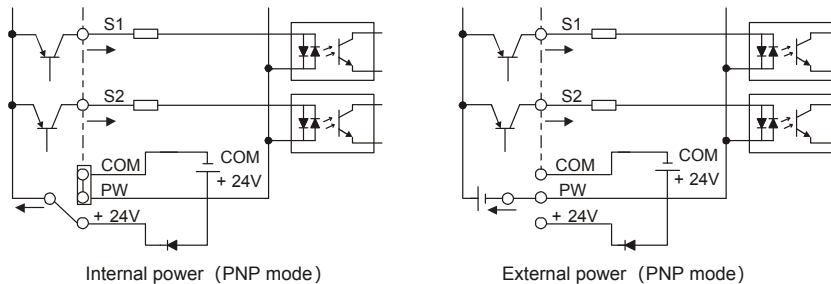 S1
S2
COM
PW
+ 24V
COM
+ 24V
Internal power (PNP mode)
S1
S2
COM
PW
+ 24V
COM
+ 24V
External power (PNP mode)